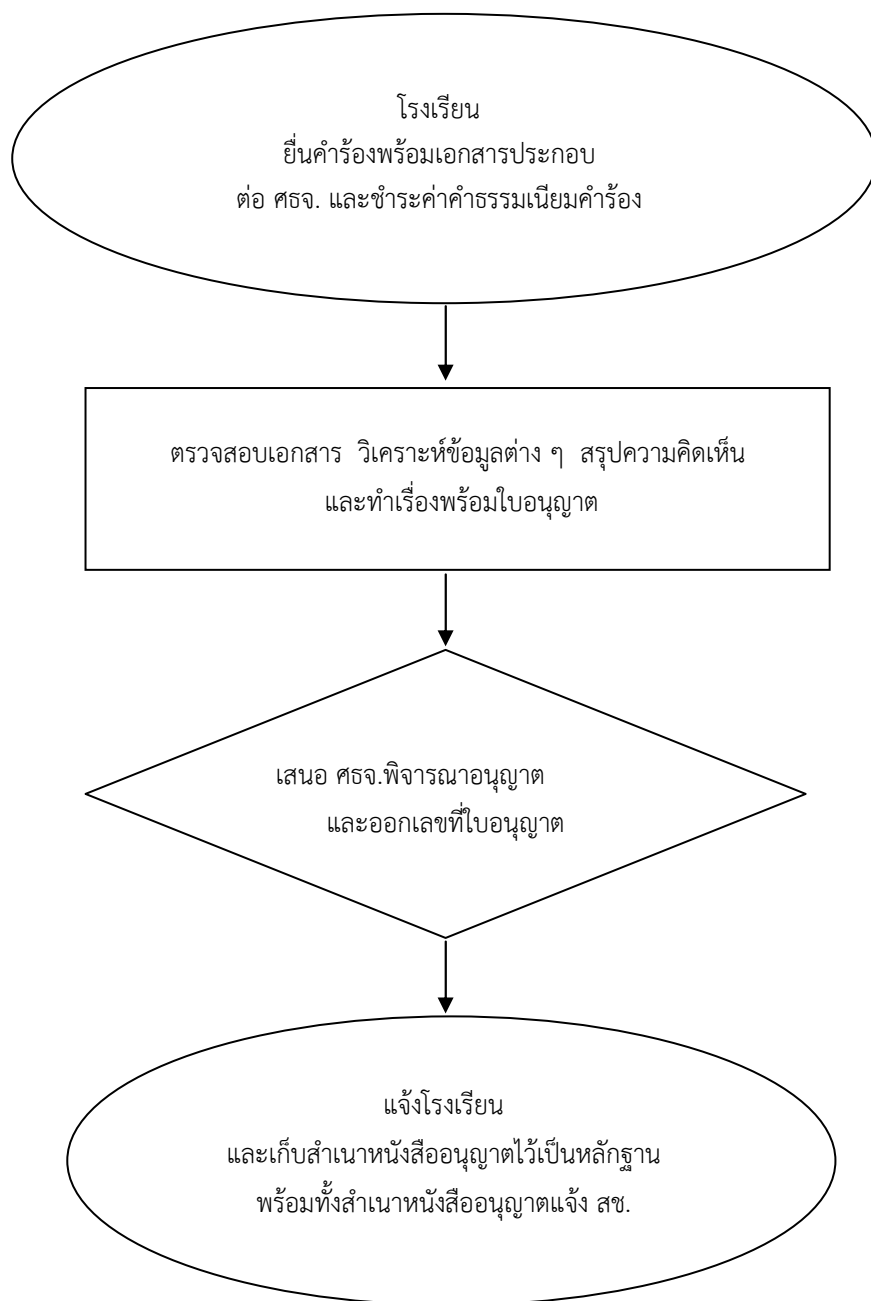 โรงเรียน
ยื่นคำร้องพร้อมเอกสารประกอบ
ต่อ ศธจ. และชำระค่าคำธรรมเนียมคำร้อง
ตรวจสอบเอกสาร วิเคราะห์ข้อมูลต่าง ๆ สรุปความคิดเห็น
และทำเรื่องพร้อมใบอนุญาต
เสนอ ศธจ.พิจารณาอนุญาต
และออกเลขที่ใบอนุญาต
แจ้งโรงเรียน
และเก็บสำเนาหนังสืออนุญาตไว้เป็นหลักฐาน
พร้อมทั้งสำเนาหนังสืออนุญาตแจ้ง สช.